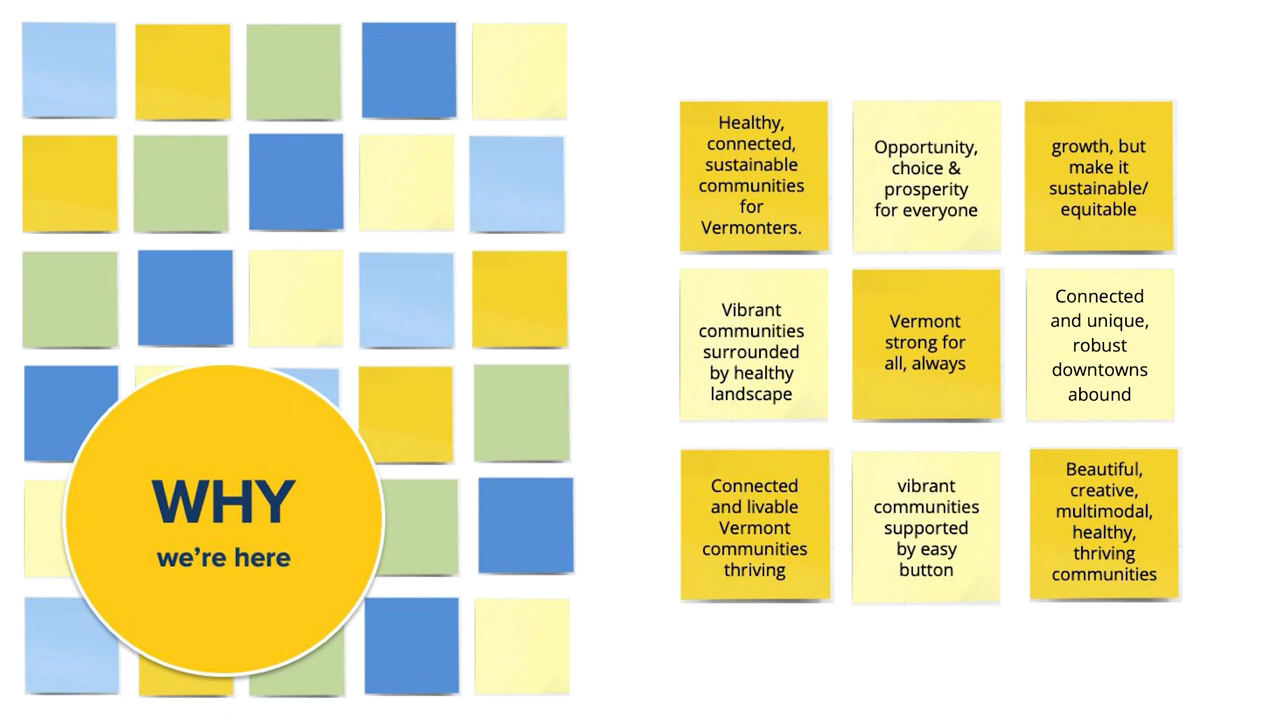 WHY
we're here
Healthy,
connected,
sustainable
communities
for
Vermonters.
Opportunity,
choice &
prosperity
for everyone
growth, but
make it
sustainable/
equitable
Vibrant
communities
surrounded
by healthy
landscape
Vermont
strong for
all, always
Connected
and unique,
robust
downtowns
abound
Connected
and livable
Vermont
communities
thriving
vibrant
communities
supported
by easy
button
Beautiful,
creative,
multimodal,
healthy,
thriving
communities